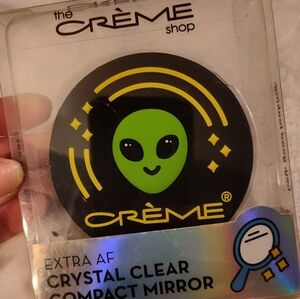 the
CRÈME
shop
CRÈME®
EXTRA AF
CRYSTAL CLEAR
COMPACT MIRROR